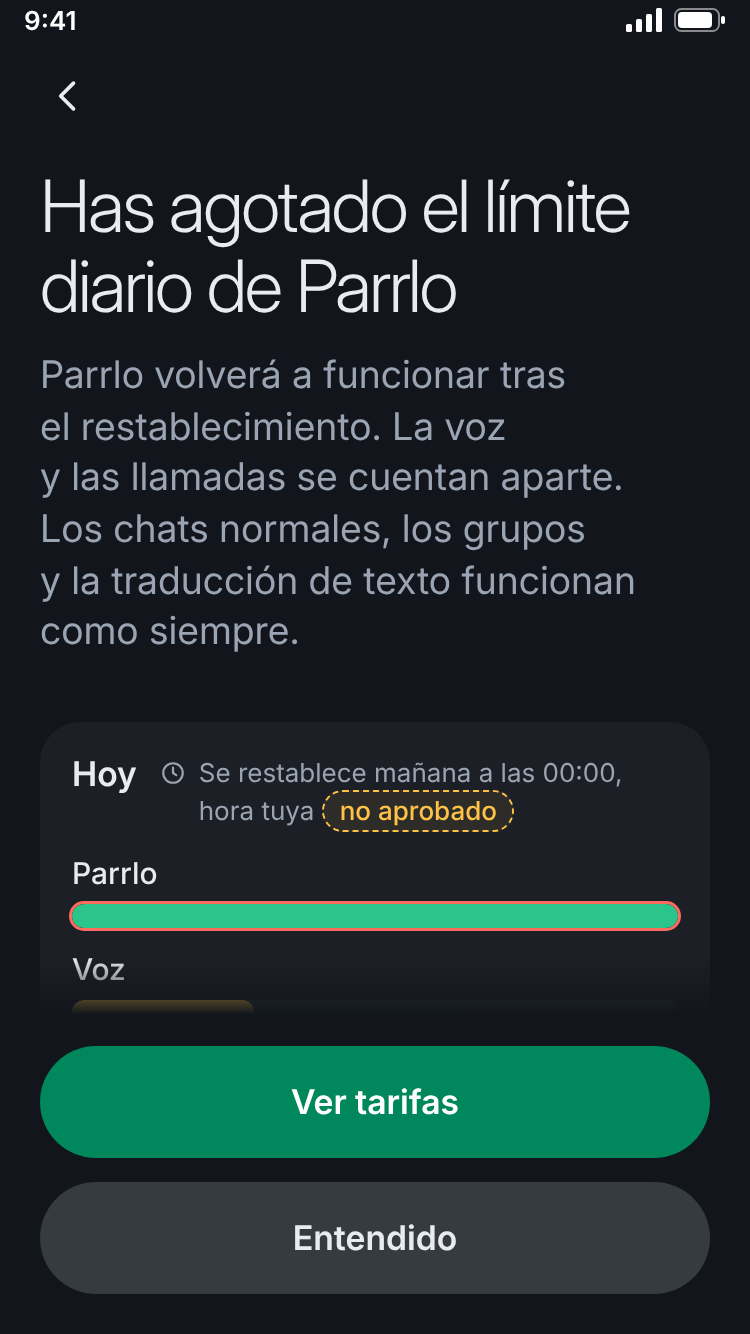 9:41
Has agotado el límite
diario de Parrlo
Parrlo volverá a funcionar tras
el restablecimiento. La voz
y las llamadas se cuentan aparte.
Los chats normales, los grupos
y la traducción de texto funcionan
como siempre.
Hoy Se restablece mañana a las 00:00,
hora tuya no aprobado
Parrlo
Voz
Ver tarifas
Entendido